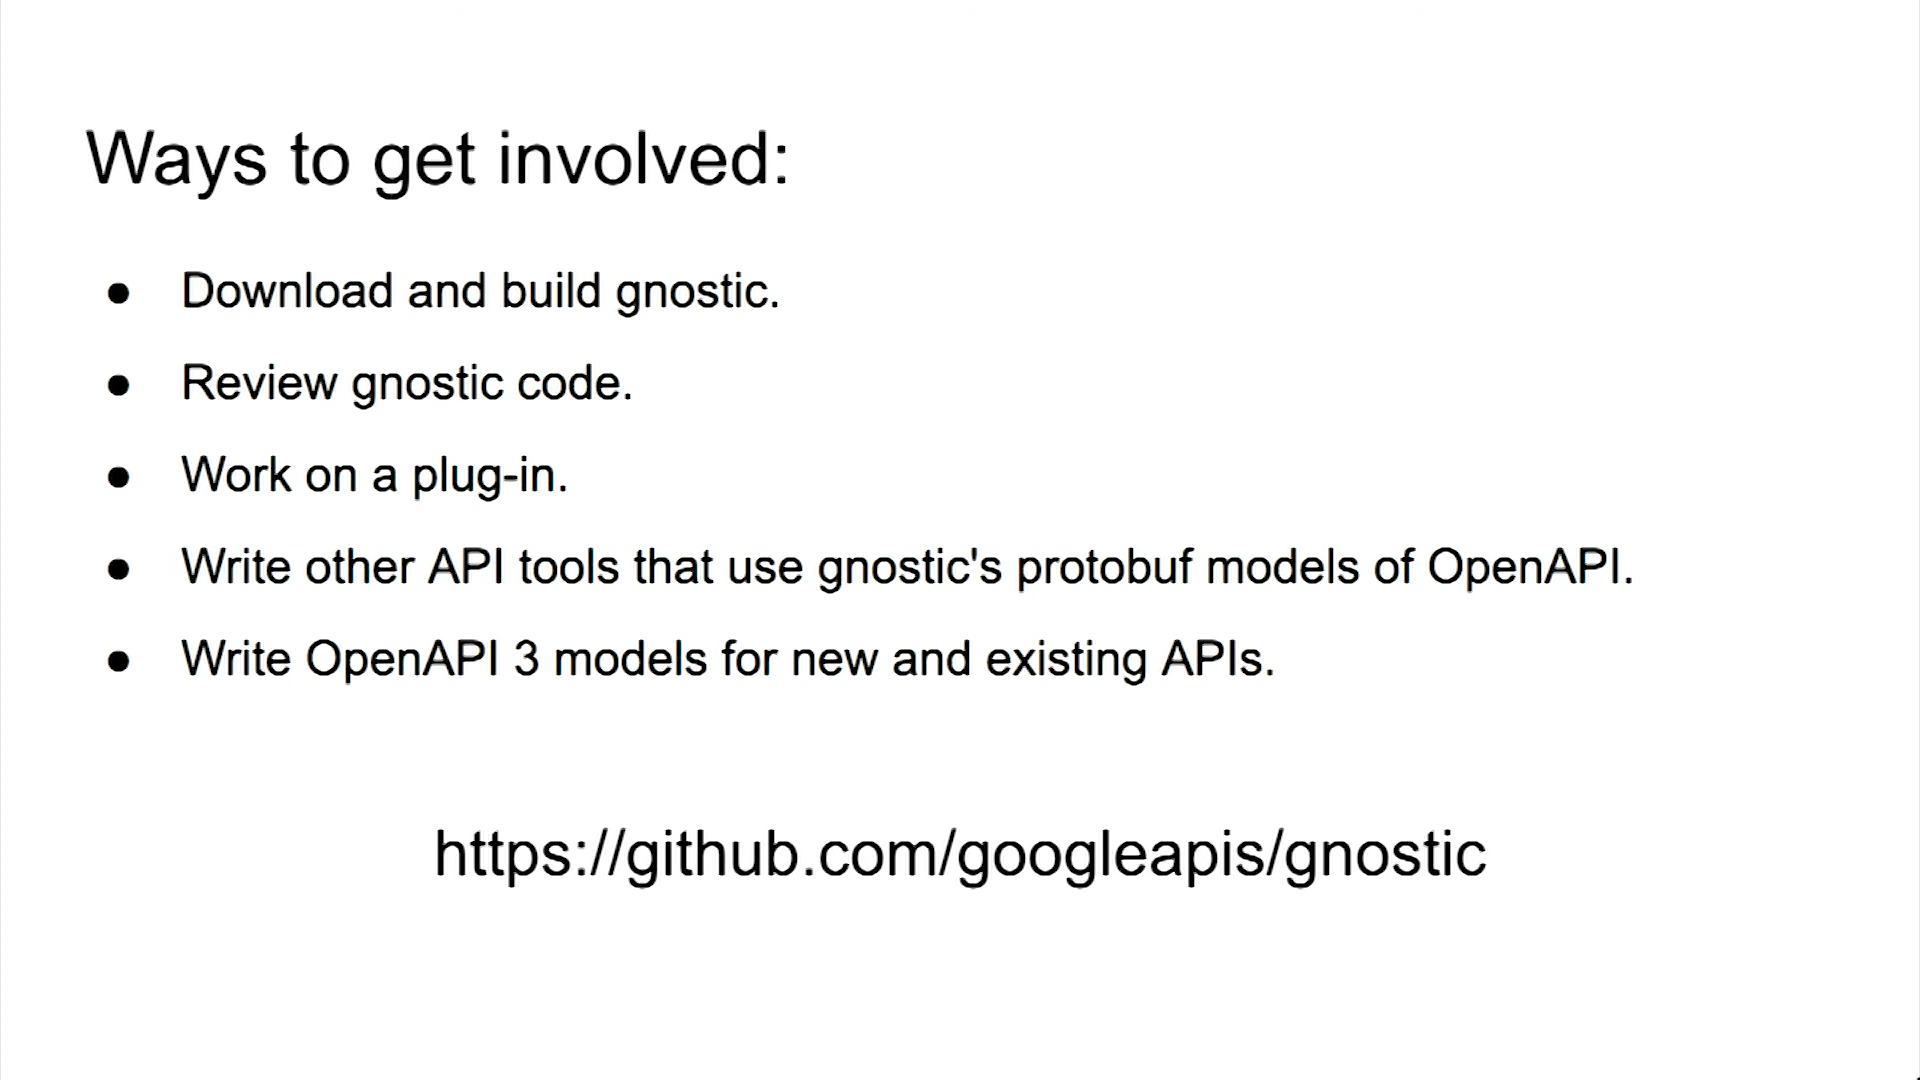 Ways to get involved:
● Download and build gnostic.
● Review gnostic code.
● Work on a plug-in.
● Write other API tools that use gnostic's protobuf models of OpenAPI.
● Write OpenAPI 3 models for new and existing APIs.
https://github.com/googleapis/gnostic